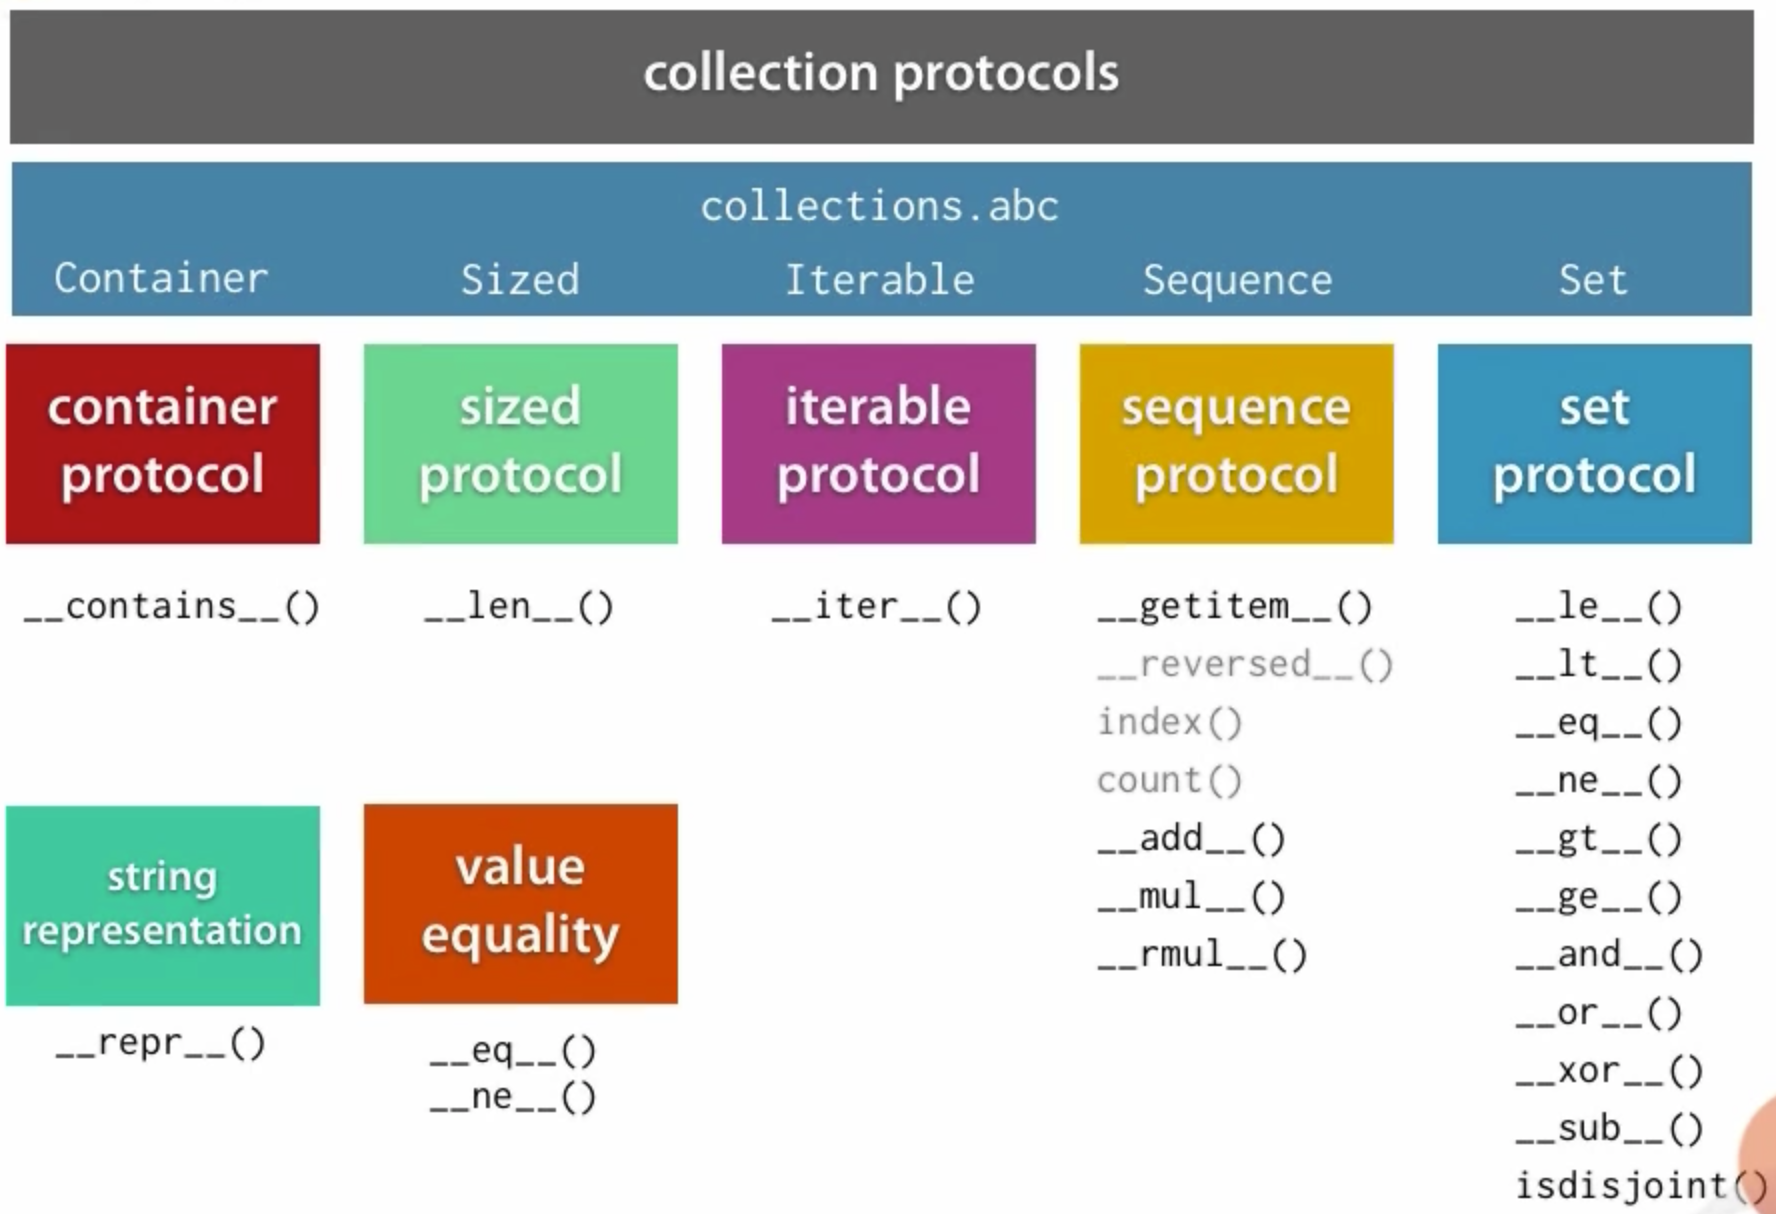 collection protocols
collections.abc
Container Sized Iterable Sequence Set
container
protocol
sized
protocol
iterable
protocol
sequence
protocol
set
protocol
__contains__()
__len__()
__iter__()
__getitem__()
__reversed__()
index()
count()
__add__()
__mul__()
__rmul__()
__le__()
__lt__()
__eq__()
__ne__()
__gt__()
__ge__()
__and__()
__or__()
__xor__()
__sub__()
isdisjoint()
string
representation
__repr__()
value
equality
__eq__()
__ne__()